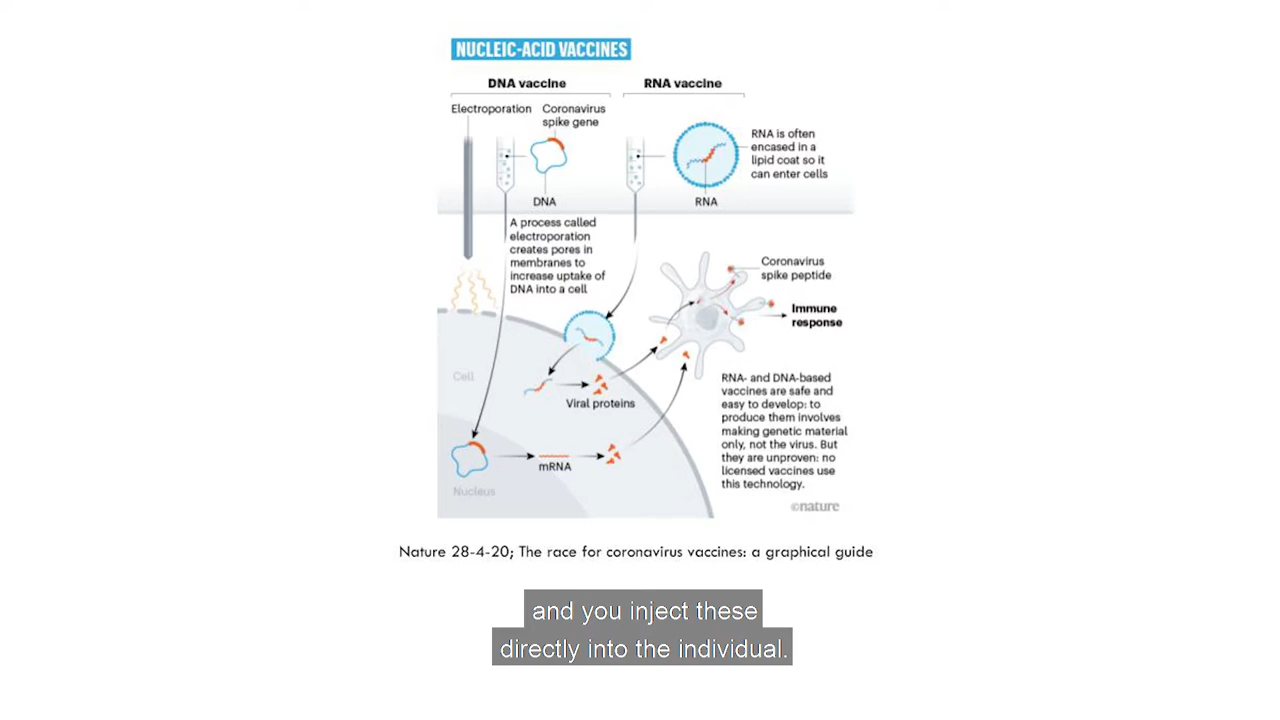 NUCLEIC-ACID VACCINES
DNA vaccine
RNA vaccine
Electroporation
Coronavirus
spike gene
RNA is often
encased in a
lipid coat so it
can enter cells
DNA
RNA
A process called
electroporation
creates pores in
membranes to
increase uptake of
DNA into a cell
Coronavirus
spike peptide
Immune
response
Cell
Viral proteins
mRNA
Nucleus
RNA- and DNA-based
vaccines are safe and
easy to develop: to
produce them involves
making genetic material
only, not the virus. But
they are unproven: no
licensed vaccines use
this technology.
©nature
Nature 28-4-20; The race for coronavirus vaccines: a graphical guide
and you inject these
directly into the individual.